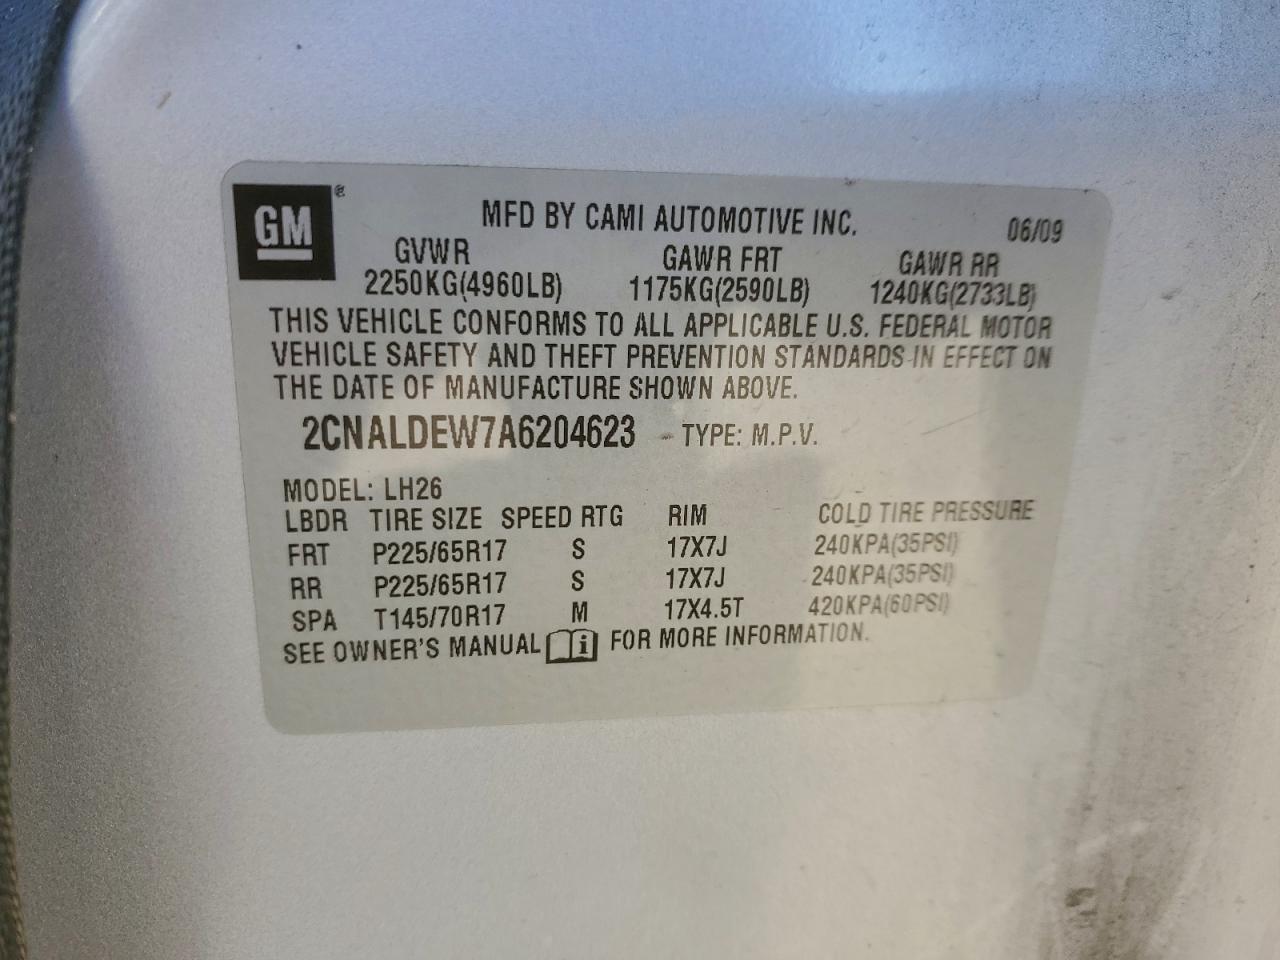 GM ®
MFD BY CAMI AUTOMOTIVE INC. 06/09
GVWR GAWR FRT GAWR RR
2250KG(4960LB) 1175KG(2590LB) 1240KG(2733LB)
THIS VEHICLE CONFORMS TO ALL APPLICABLE U.S. FEDERAL MOTOR
VEHICLE SAFETY AND THEFT PREVENTION STANDARDS IN EFFECT ON
THE DATE OF MANUFACTURE SHOWN ABOVE.
2CNALDEW7A6204623 TYPE: M.P.V.
MODEL: LH26
LBDR TIRE SIZE SPEED RTG RIM COLD TIRE PRESSURE
FRT P225/65R17 S 17X7J 240KPA(35PSI)
RR P225/65R17 S 17X7J 240KPA(35PSI)
SPA T145/70R17 M 17X4.5T 420KPA(60PSI)
SEE OWNER'S MANUAL i FOR MORE INFORMATION.